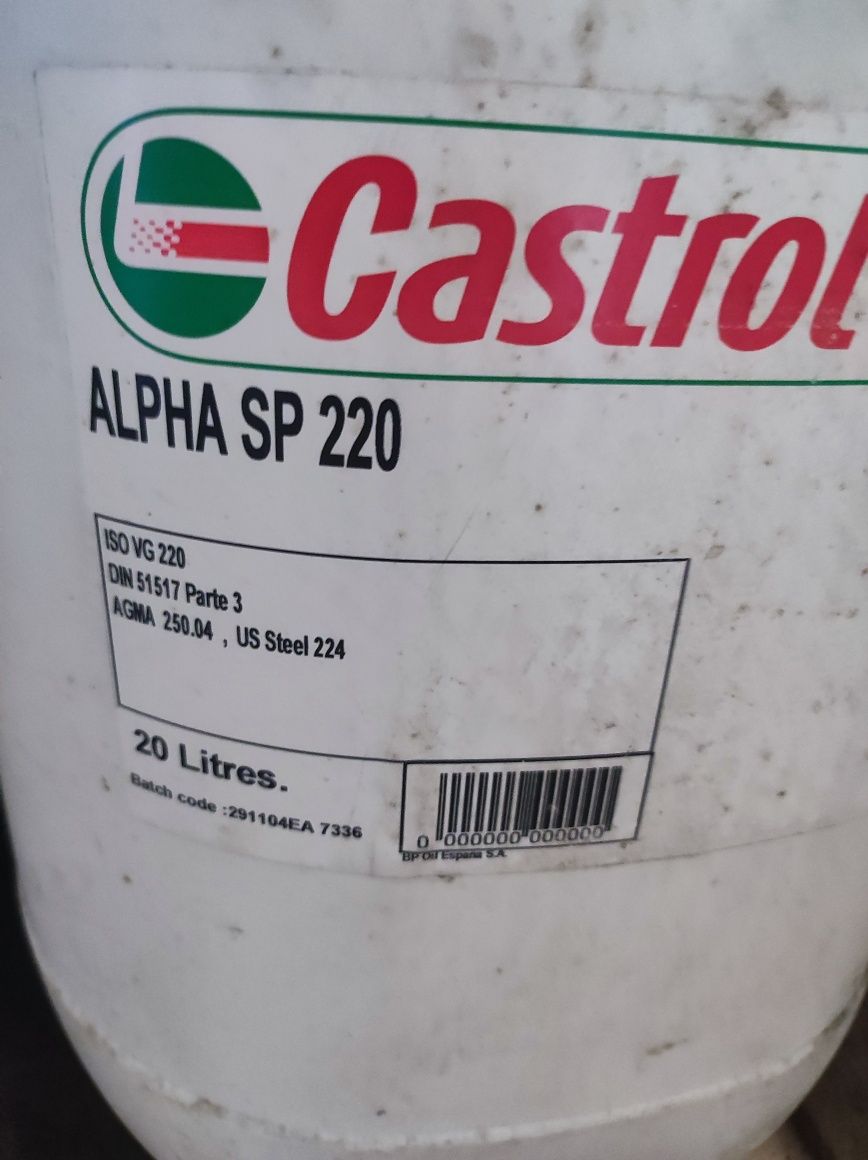 Castrol
ALPHA SP 220
ISO VG 220
DIN 51517 Parte 3
AGMA 250.04 , US Steel 224
20 Litres.
Batch code :291104EA 7336
0 000000 000000
BP Oil España S.A.